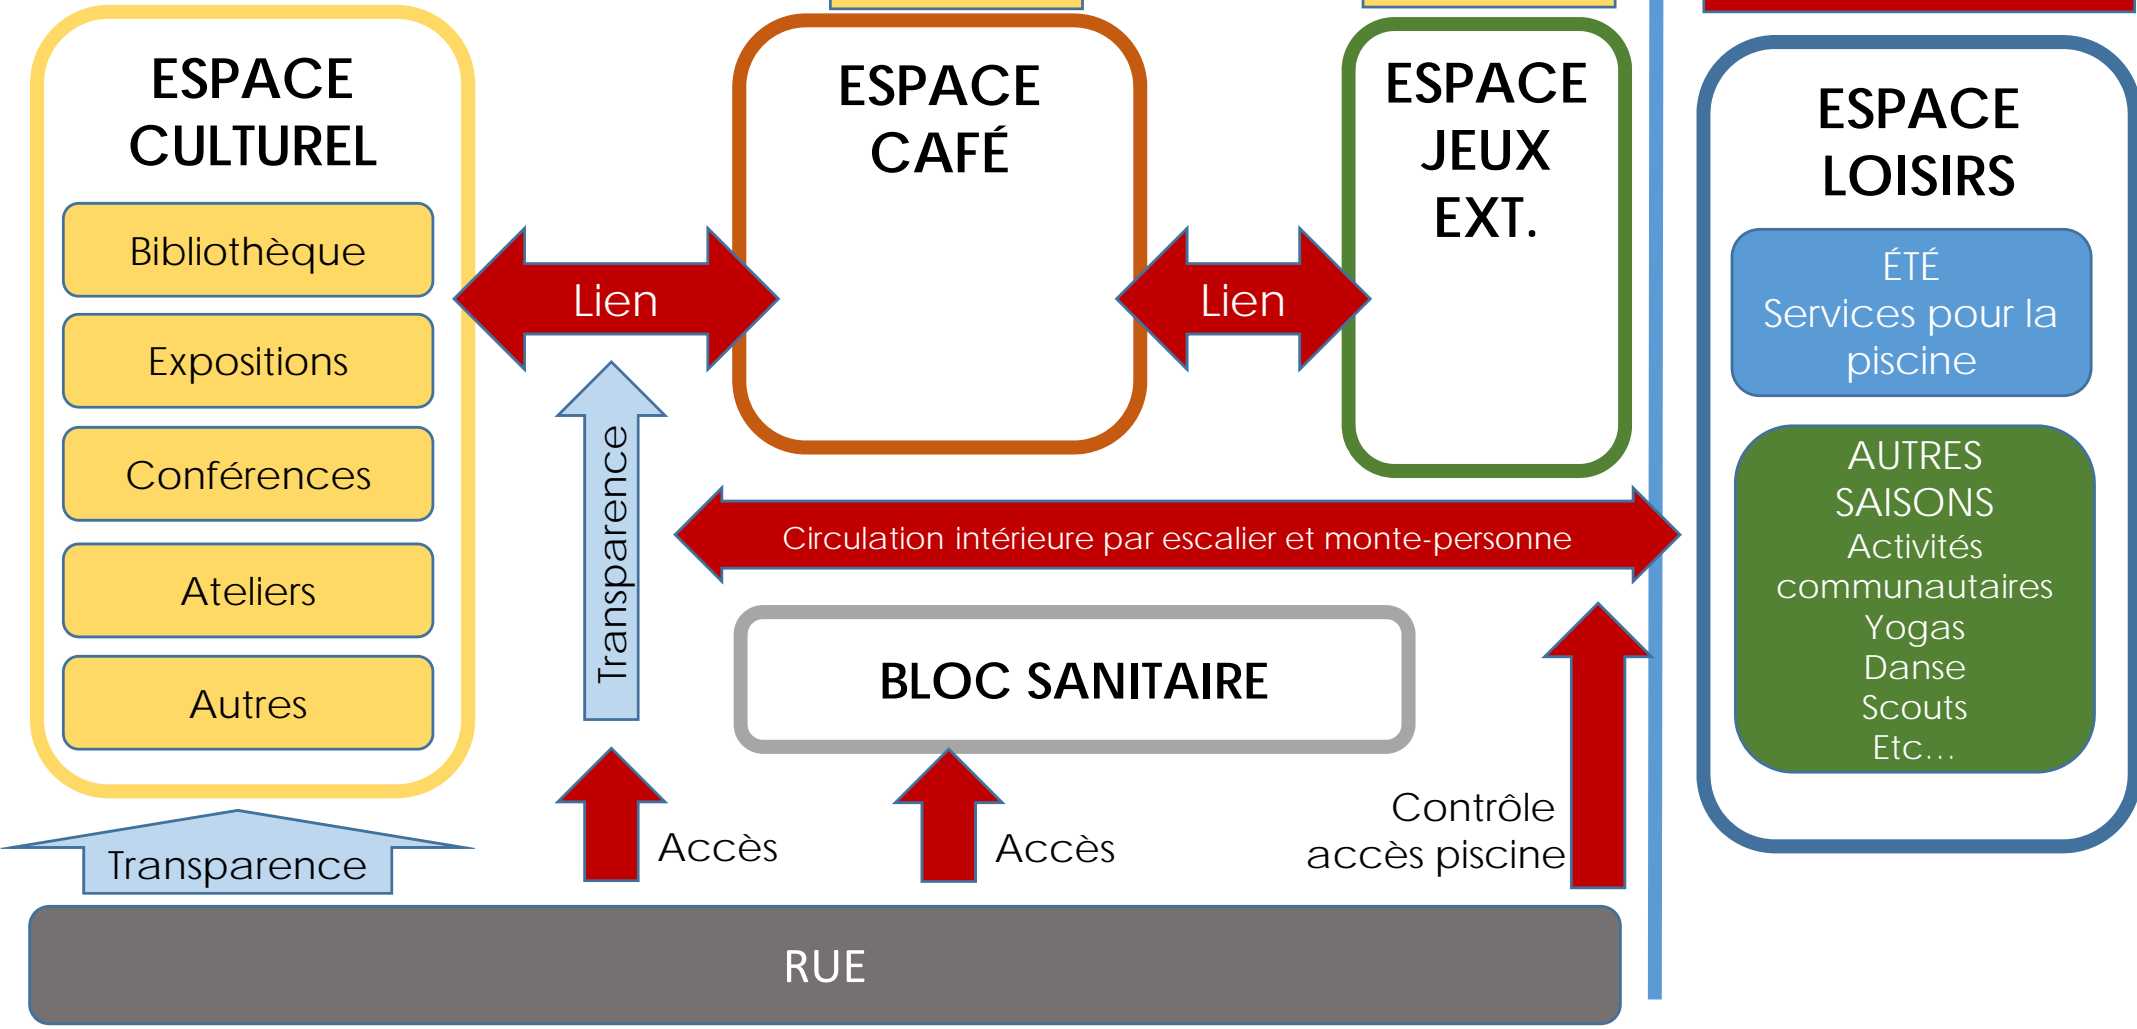 ESPACE
CULTUREL
Bibliothèque
Expositions
Conférences
Ateliers
Autres
Lien
ESPACE
CAFÉ
Lien
ESPACE
JEUX
EXT.
ESPACE
LOISIRS
ÉTÉ
Services pour la
piscine
AUTRES
SAISONS
Activités
communautaires
Yogas
Danse
Scouts
Etc...
Transparence
Circulation intérieure par escalier et monte-personne
BLOC SANITAIRE
Transparence
Accès
Accès
Contrôle
accès piscine
RUE